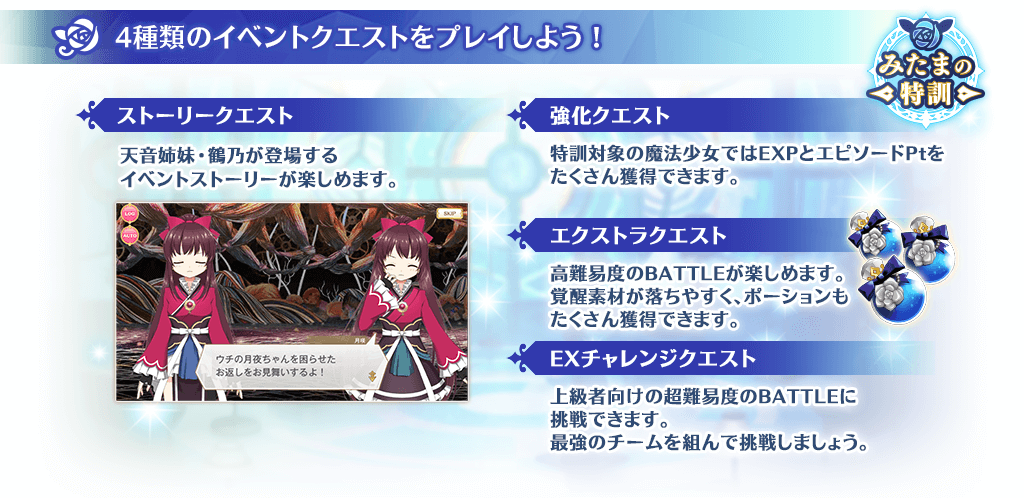 4種類のイベントクエストをプレイしよう！
みたまの
特訓
ストーリークエスト
天音姉妹・鶴乃が登場する
イベントストーリーが楽しめます。
LOG
AUTO
SKIP
月咲
ウチの月夜ちゃんを困らせた
お返しをお見舞いするよ！
強化クエスト
特訓対象の魔法少女ではEXPとエピソードPtを
たくさん獲得できます。
エクストラクエスト
高難易度のBATTLEが楽しめます。
覚醒素材が落ちやすく、ポーションも
たくさん獲得できます。
EXチャレンジクエスト
上級者向けの超難易度のBATTLEに
挑戦できます。
最強のチームを組んで挑戦しましょう。